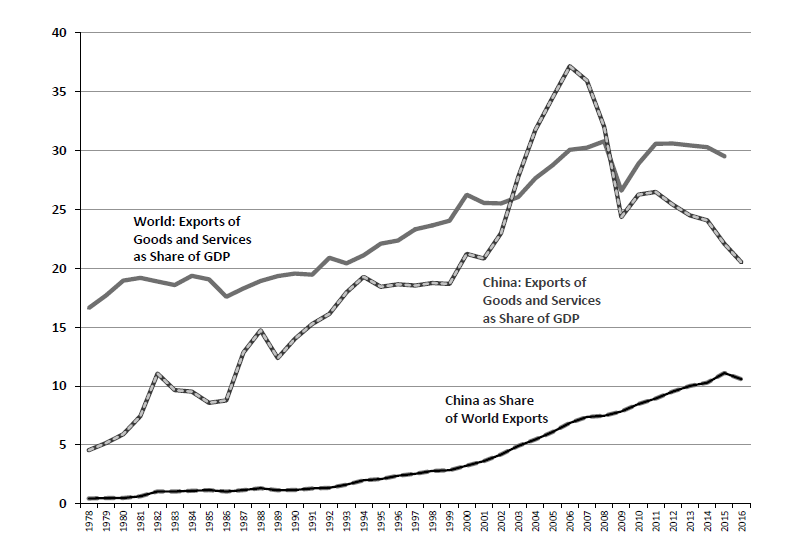 40
35
30
25
20
15
10
5
0
World: Exports of
Goods and Services
as Share of GDP
China: Exports of
Goods and Services
as Share of GDP
China as Share
of World Exports
1978 1979 1980 1981 1982 1983 1984 1985 1986 1987 1988 1989 1990 1991 1992 1993 1994 1995 1996 1997 1998 1999 2000 2001 2002 2003 2004 2005 2006 2007 2008 2009 2010 2011 2012 2013 2014 2015 2016